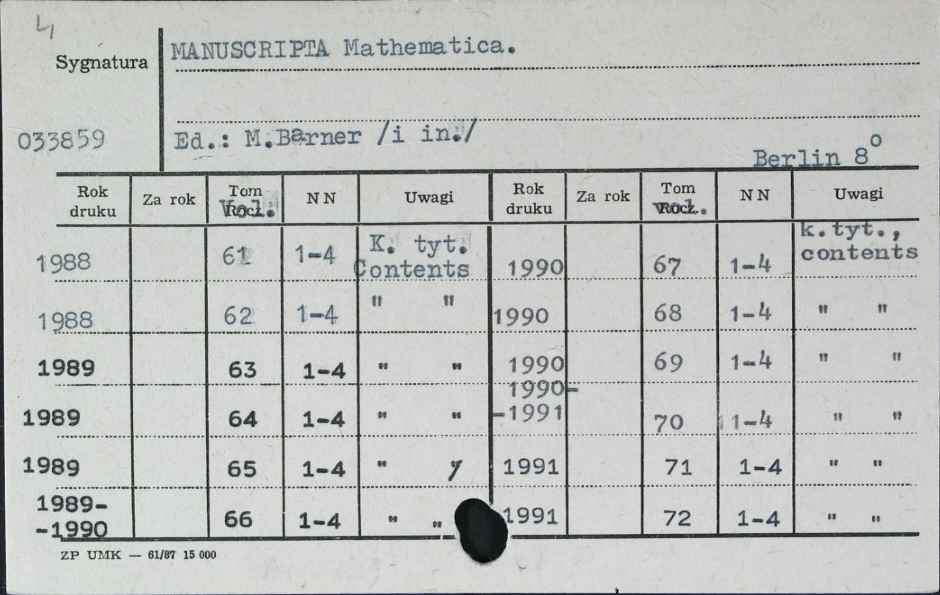 4
Sygnatura MANUSCRIPTA Mathematica.
033859 Ed.: M.Barner /i in./
Berlin 8º
Rok druku Za rok Tom Rocz. Vol. NN Uwagi Rok druku Za rok Tom Rocz. vol. NN Uwagi
1988 61 1-4 K. tyt. Contents 1990 67 1-4 k.tyt., contents
1988 62 1-4 " " 1990 68 1-4 " "
1989 63 1-4 " " 1990 69 1-4 " "
1989 64 1-4 " " 1990--1991 70 1-4 " "
1989 65 1-4 " " 1991 71 1-4 " "
1989--1990 66 1-4 " " 1991 72 1-4 " "
ZP UMK — 61/87 15 000